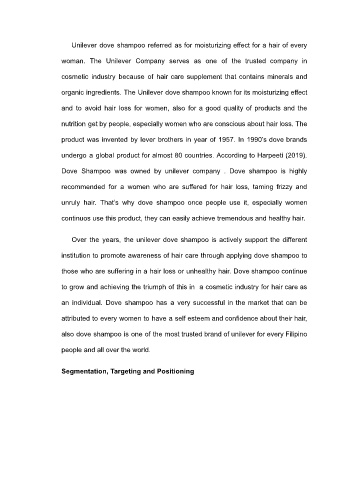 Unilever dove shampoo referred as for moisturizing effect for a hair of every
woman. The Unilever Company serves as one of the trusted company in
cosmetic industry because of hair care supplement that contains minerals and
organic ingredients. The Unilever dove shampoo known for its moisturizing effect
and to avoid hair loss for women, also for a good quality of products and the
nutrition get by people, especially women who are conscious about hair loss. The
product was invented by lever brothers in year of 1957. In 1990's dove brands
undergo a global product for almost 80 countries. According to Harpeeti (2019).
Dove Shampoo was owned by unilever company . Dove shampoo is highly
recommended for a women who are suffered for hair loss, taming frizzy and
unruly hair. That's why dove shampoo once people use it, especially women
continuos use this product, they can easily achieve tremendous and healthy hair.
Over the years, the unilever dove shampoo is actively support the different
institution to promote awareness of hair care through applying dove shampoo to
those who are suffering in a hair loss or unhealthy hair. Dove shampoo continue
to grow and achieving the triumph of this in a cosmetic industry for hair care as
an individual. Dove shampoo has a very successful in the market that can be
attributed to every women to have a self esteem and confidence about their hair,
also dove shampoo is one of the most trusted brand of unilever for every Filipino
people and all over the world.
Segmentation, Targeting and Positioning